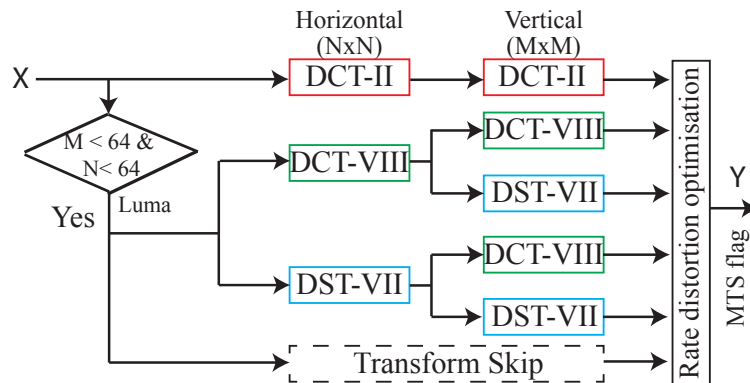 Horizontal
(NxN)
Vertical
(MxM)
X
DCT-II
DCT-II
M < 64 &
N< 64
DCT-VIII
DCT-VIII
DST-VII
Yes
Luma
DST-VII
DCT-VIII
DST-VII
Transform Skip
Rate distortion optimisation
Y
MTS flag